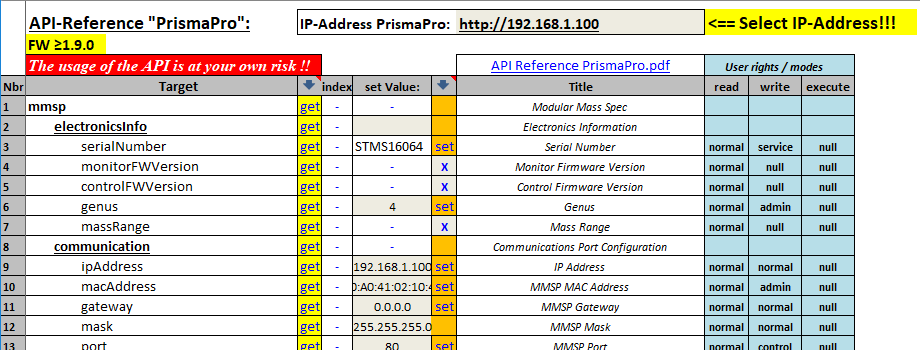 API-Reference "PrismaPro": IP-Address PrismaPro: http://192.168.1.100 <== Select IP-Address!!!
FW ≥1.9.0
The usage of the API is at your own risk !! API Reference PrismaPro.pdf User rights / modes
Nbr Target index set Value: Title read write execute
1 mmsp get - - Modular Mass Spec
2 electronicsInfo get - Electronics Information
3 serialNumber get - STMS16064 set Serial Number normal service null
4 monitorFWVersion get - - X Monitor Firmware Version normal null null
5 controlFWVersion get - - X Control Firmware Version normal null null
6 genus get - 4 set Genus normal admin null
7 massRange get - - X Mass Range normal null null
8 communication get - - Communications Port Configuration
9 ipAddress get - 192.168.1.100 set IP Address normal normal null
10 macAddress get - :A0:41:02:10: set MMSP MAC Address normal admin null
11 gateway get - 0.0.0.0 set MMSP Gateway normal normal null
12 mask get - 255.255.255.0 set MMSP Mask normal normal null
13 port get - 80 set MMSP Port normal control null